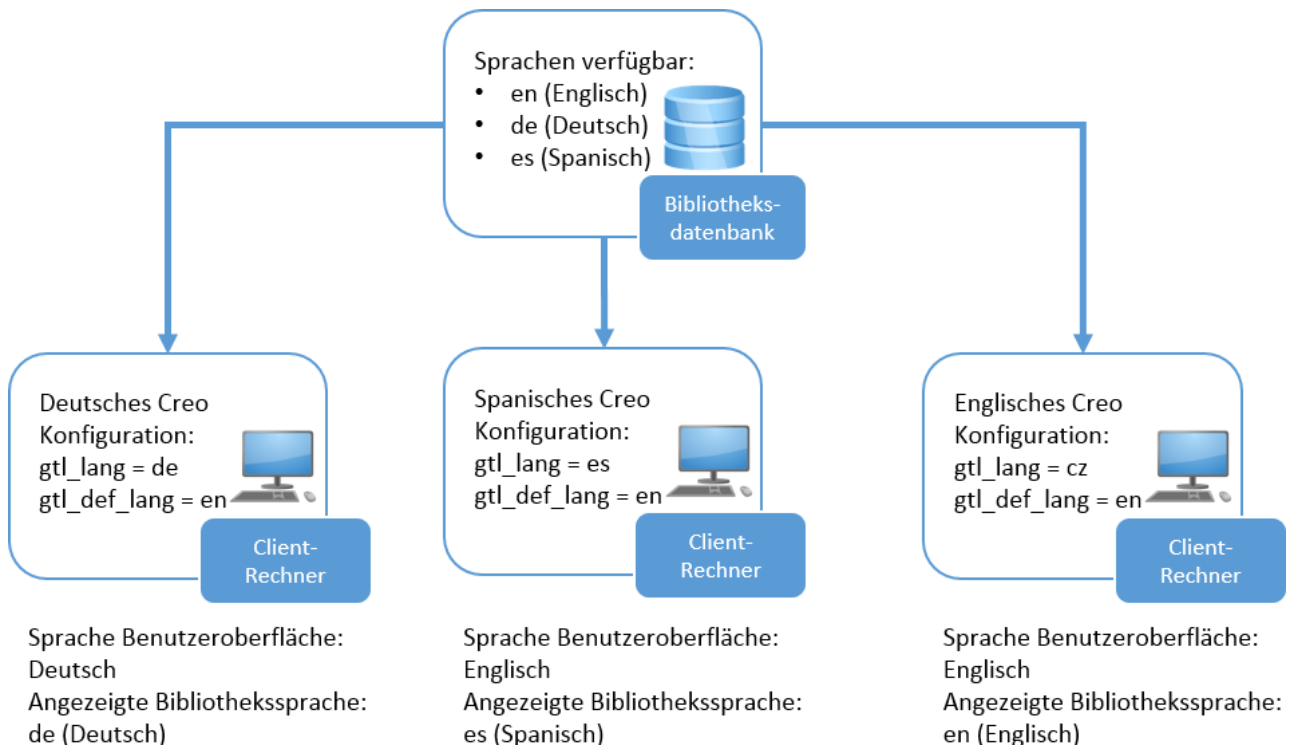 Sprachen verfügbar:
• en (Englisch)
• de (Deutsch)
• es (Spanisch)
Bibliotheks-
datenbank
Deutsches Creo
Konfiguration:
gtl_lang = de
gtl_def_lang = en
Client-
Rechner
Sprache Benutzeroberfläche:
Deutsch
Angezeigte Bibliothekssprache:
de (Deutsch)
Spanisches Creo
Konfiguration:
gtl_lang = es
gtl_def_lang = en
Client-
Rechner
Sprache Benutzeroberfläche:
Englisch
Angezeigte Bibliothekssprache:
es (Spanisch)
Englisches Creo
Konfiguration:
gtl_lang = cz
gtl_def_lang = en
Client-
Rechner
Sprache Benutzeroberfläche:
Englisch
Angezeigte Bibliothekssprache:
en (Englisch)